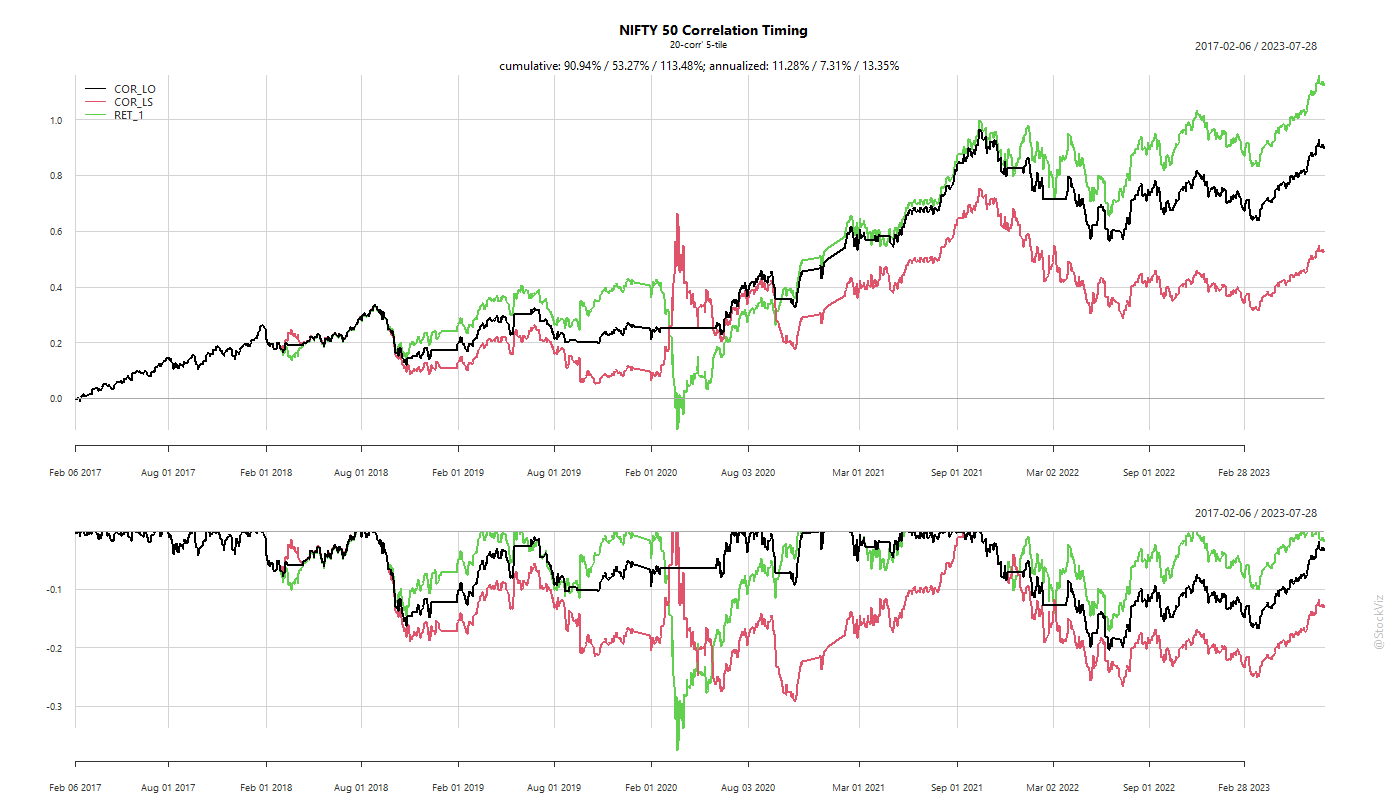 NIFTY 50 Correlation Timing
20-corr' 5-tile
2017-02-06 / 2023-07-28
cumulative: 90.94% / 53.27% / 113.48%; annualized: 11.28% / 7.31% / 13.35%
COR_LO
COR_LS
RET_1
1.0
0.8
0.6
0.4
0.2
0.0
Feb 06 2017 Aug 01 2017 Feb 01 2018 Aug 01 2018 Feb 01 2019 Aug 01 2019 Feb 01 2020 Aug 03 2020 Mar 01 2021 Sep 01 2021 Mar 02 2022 Sep 01 2022 Feb 28 2023
2017-02-06 / 2023-07-28
-0.1
-0.2
-0.3
Feb 06 2017 Aug 01 2017 Feb 01 2018 Aug 01 2018 Feb 01 2019 Aug 01 2019 Feb 01 2020 Aug 03 2020 Mar 01 2021 Sep 01 2021 Mar 02 2022 Sep 01 2022 Feb 28 2023
@StockViz